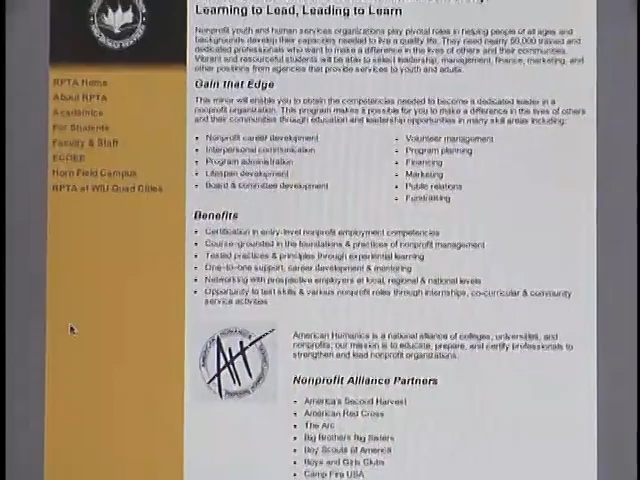 Learning to Lead, Leading to Learn
Nonprofit youth and human services organizations play pivotal roles in helping people of all ages and
backgrounds develop their capacities needed to live a quality life. They need nearly 50,000 trained and
dedicated professionals who want to make a difference in the lives of others and their communities.
Vibrant and resourceful students will be able to select leadership, management, finance, marketing, and
other positions from agencies that provide services to youth and adults.
RPTA Home
About RPTA
Academics
For Students
Faculty & Staff
ECOEE
Horn Field Campus
RPTA at WIU Quad Cities
Gain that Edge
This minor will enable you to obtain the competencies needed to become a dedicated leader in a
nonprofit organization. This program makes it possible for you to make a difference in the lives of others
and their communities through education and leadership opportunities in many skill areas including:
• Nonprofit career development
• Interpersonal communication
• Program administration
• Lifespan development
• Board & committee development
• Volunteer management
• Program planning
• Financing
• Marketing
• Public relations
• Fundraising
Benefits
• Certification in entry-level nonprofit employment competencies
• Course-grounded in the foundations & practices of nonprofit management
• Tested practices & principles through experiential learning
• One-to-one support, career development & mentoring
• Networking with prospective employers at local, regional & national levels
• Opportunity to test skills & various nonprofit roles through internships, co-curricular & community
service activities
AH
American Humanics is a national alliance of colleges, universities, and
nonprofits; our mission is to educate, prepare, and certify professionals to
strengthen and lead nonprofit organizations.
Nonprofit Alliance Partners
• America's Second Harvest
• American Red Cross
• The Arc
• Big Brothers Big Sisters
• Boy Scouts of America
• Boys and Girls Clubs
• Camp Fire USA